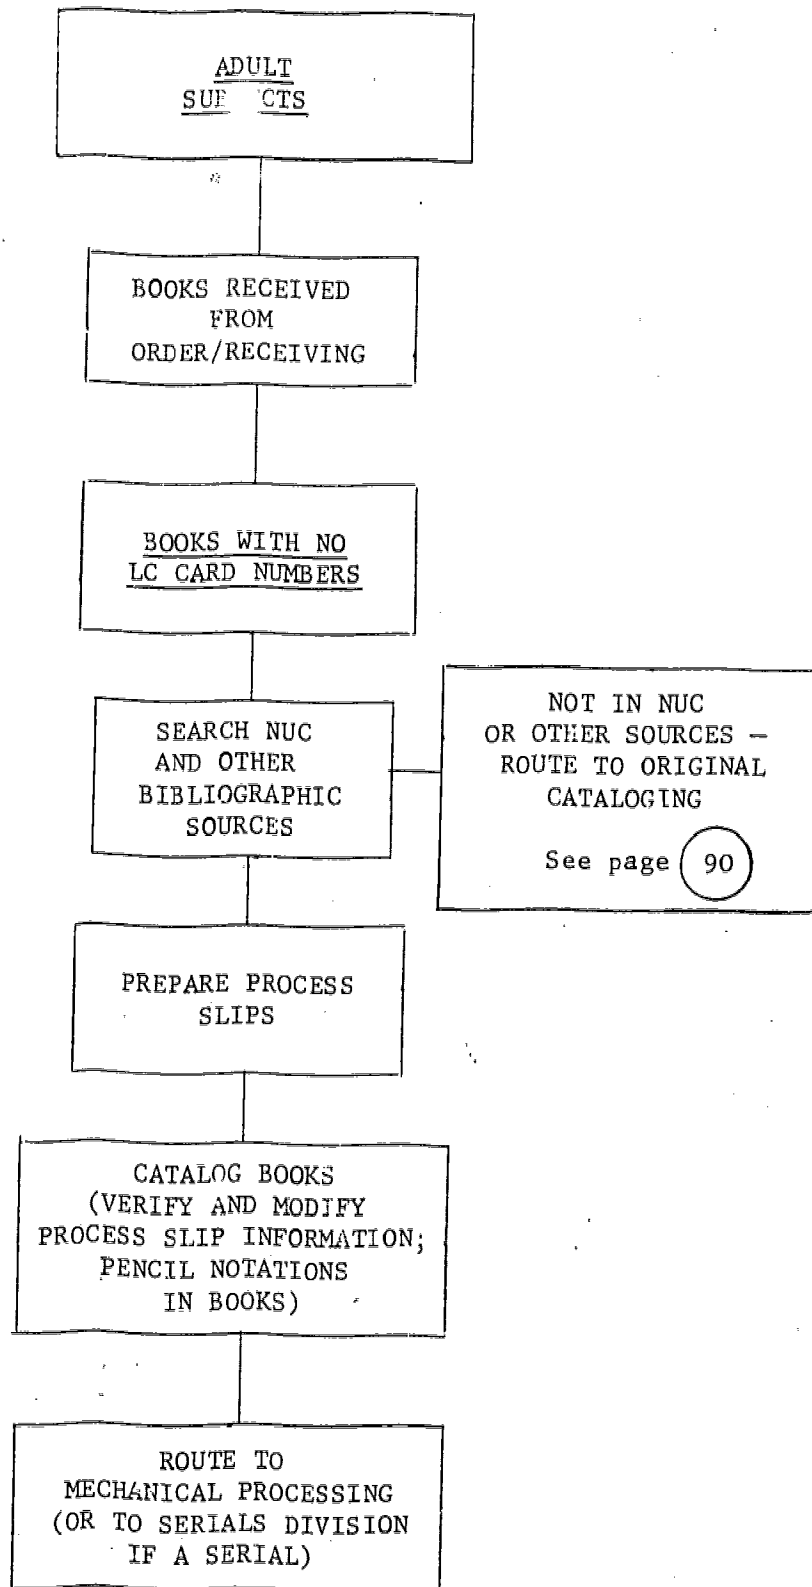 ADULT
BOOKS RECEIVED
FROM
ORDER/RECEIVING
BOOKS WITH NO
LC CARD NUMBERS
SEARCH NUC
AND OTHER
BIBLIOGRAPHIC
SOURCES
NOT IN NUC
OR OTHER SOURCES —
ROUTE TO ORIGINAL
CATALOGING
See page 90
PREPARE PROCESS
SLIPS
CATALOG BOOKS
(VERIFY AND MODIFY
PROCESS SLIP INFORMATION;
PENCIL NOTATIONS
IN BOOKS)
ROUTE TO
MECHANICAL PROCESSING
(OR TO SERIALS DIVISION
IF A SERIAL)